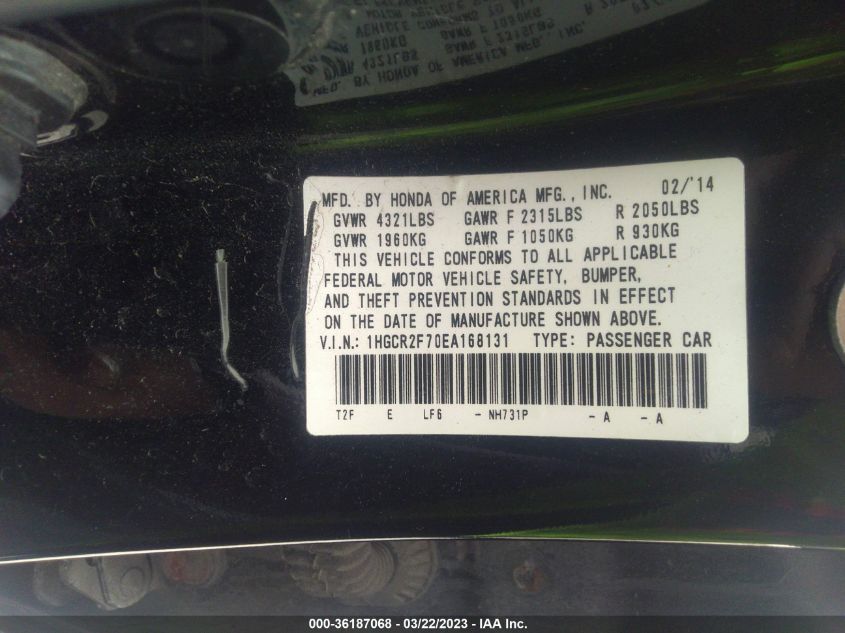 MFD. BY HONDA OF AMERICA MFG., INC. 02/'14
GVWR 4321LBS GAWR F 2315LBS R 2050LBS
GVWR 1960KG GAWR F 1050KG R 930KG
THIS VEHICLE CONFORMS TO ALL APPLICABLE
FEDERAL MOTOR VEHICLE SAFETY, BUMPER,
AND THEFT PREVENTION STANDARDS IN EFFECT
ON THE DATE OF MANUFACTURE SHOWN ABOVE.
V.I.N.: 1HGCR2F70EA168131 TYPE: PASSENGER CAR
T2F E LF6 - NH731P - A - A
000-36187068 - 03/22/2023 - IAA Inc.